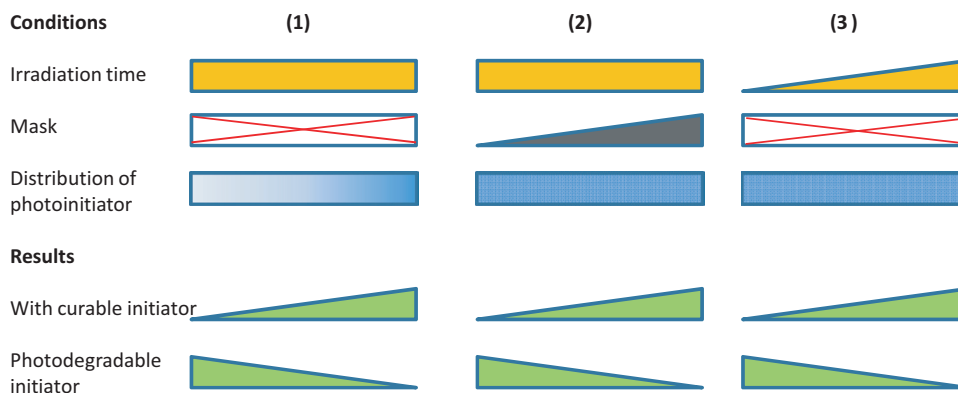 Conditions (1) (2) (3 )
Irradiation time
Mask
Distribution of
photoinitiator
Results
With curable initiator
Photodegradable
initiator